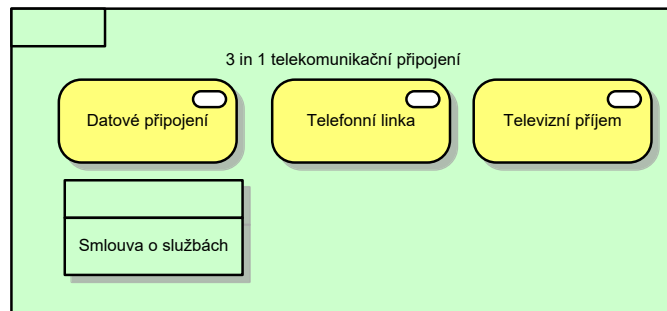 3 in 1 telekomunikační připojení
Datové připojení
Telefonní linka
Televizní příjem
Smlouva o službách